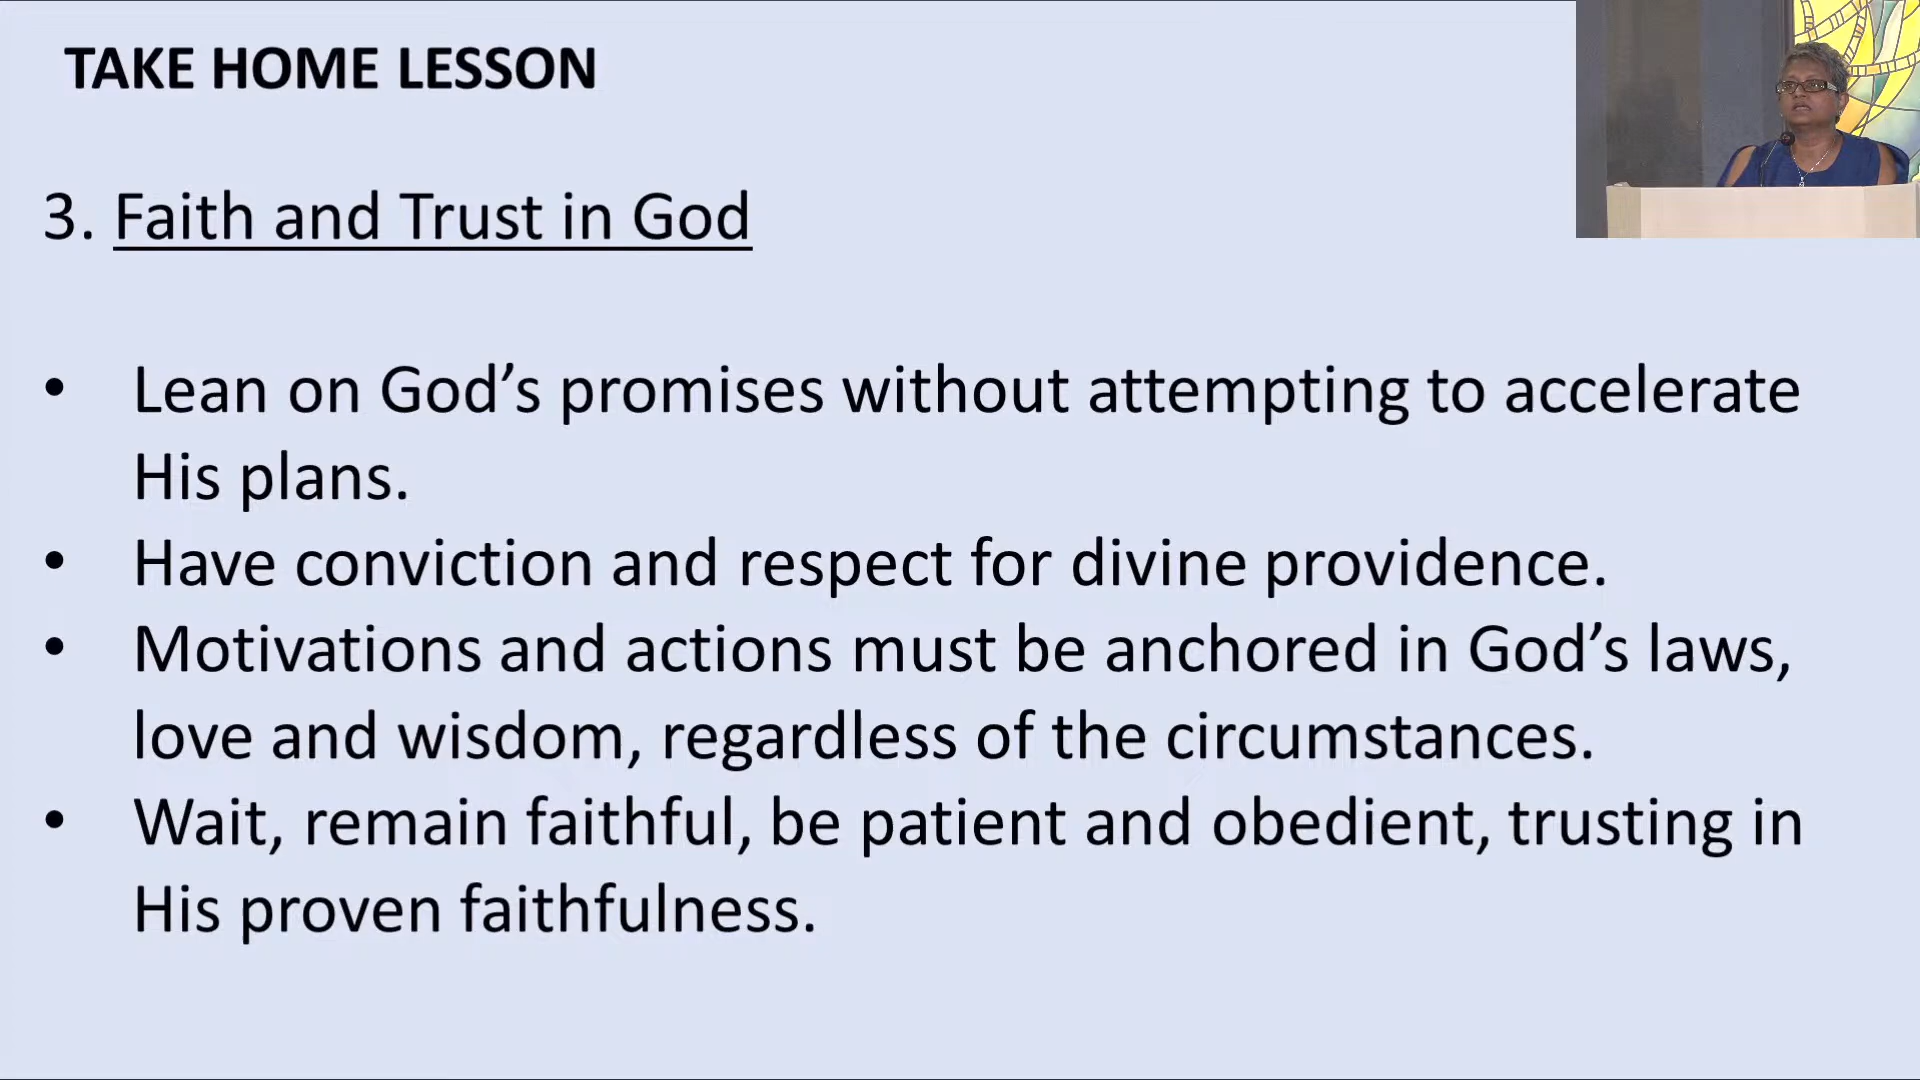 TAKE HOME LESSON
3. Faith and Trust in God
• Lean on God’s promises without attempting to accelerate
His plans.
• Have conviction and respect for divine providence.
• Motivations and actions must be anchored in God’s laws,
love and wisdom, regardless of the circumstances.
• Wait, remain faithful, be patient and obedient, trusting in
His proven faithfulness.